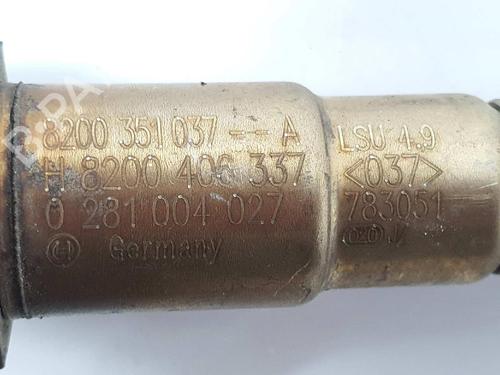 8200 351 037 -- A
H 8200 406 337
0 281 004 027
Germany
LSU 4.9
<037>
783051